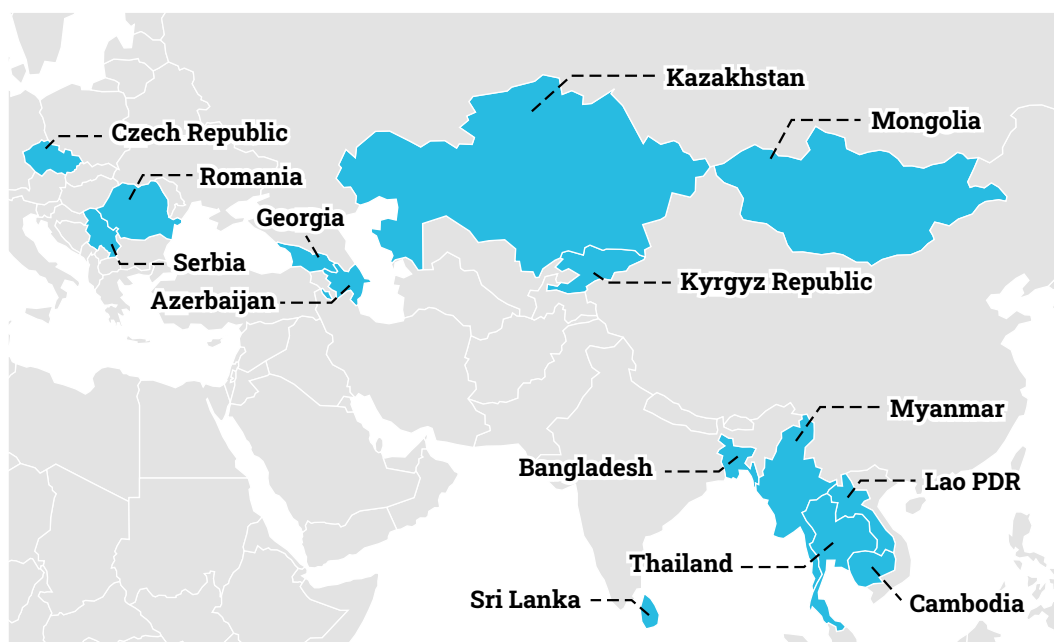 Kazakhstan
Mongolia
Czech Republic
Romania
Georgia
Serbia
Kyrgyz Republic
Azerbaijan
Myanmar
Bangladesh
Lao PDR
Thailand
Sri Lanka
Cambodia